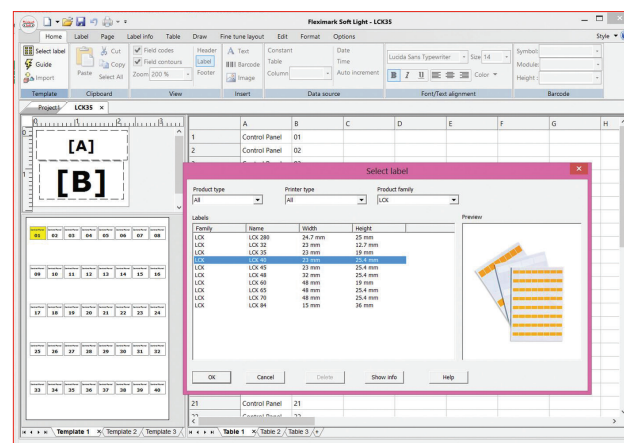 Fleximark Soft Light - LCK35
Home Label Page Label info Table Draw Fine tune layout Edit Format Options Style
Select label Cut Field codes Header Text Constant Date Lucida Sans Typewriter Size 14 Symbol:
Guide Copy Field contours Label Barcode Table Time Module:
Import Paste Select All Zoom 200 % Footer Image Column Auto increment B I U Color Height :
Template Clipboard View Insert Data source Font/Text alignment Barcode
Project1 LCK35
A B C D E F G H
1 Control Panel 01
2 Control Panel 02
[A]
[B]
Select label
Product type Printer type Product family
All All LCK
Labels Preview
Family Name Width Height
LCK LCK 280 24.7 mm 25 mm
LCK LCK 32 23 mm 12.7 mm
LCK LCK 35 23 mm 19 mm
LCK LCK 40 23 mm 25.4 mm
LCK LCK 45 23 mm 25.4 mm
LCK LCK 48 32 mm 25.4 mm
LCK LCK 60 48 mm 19 mm
LCK LCK 65 48 mm 25.4 mm
LCK LCK 70 48 mm 25.4 mm
LCK LCK 84 15 mm 36 mm
OK Cancel Delete Show info Help
01 02 03 04 05 06 07 08
09 10 11 12 13 14 15 16
17 18 19 20 21 22 23 24
25 26 27 28 29 30 31 32
33 34 35 36 37 38 39 40
21 Control Panel 21
Template 1 Template 2 Template 3 Table 1 Table 2 Table 3